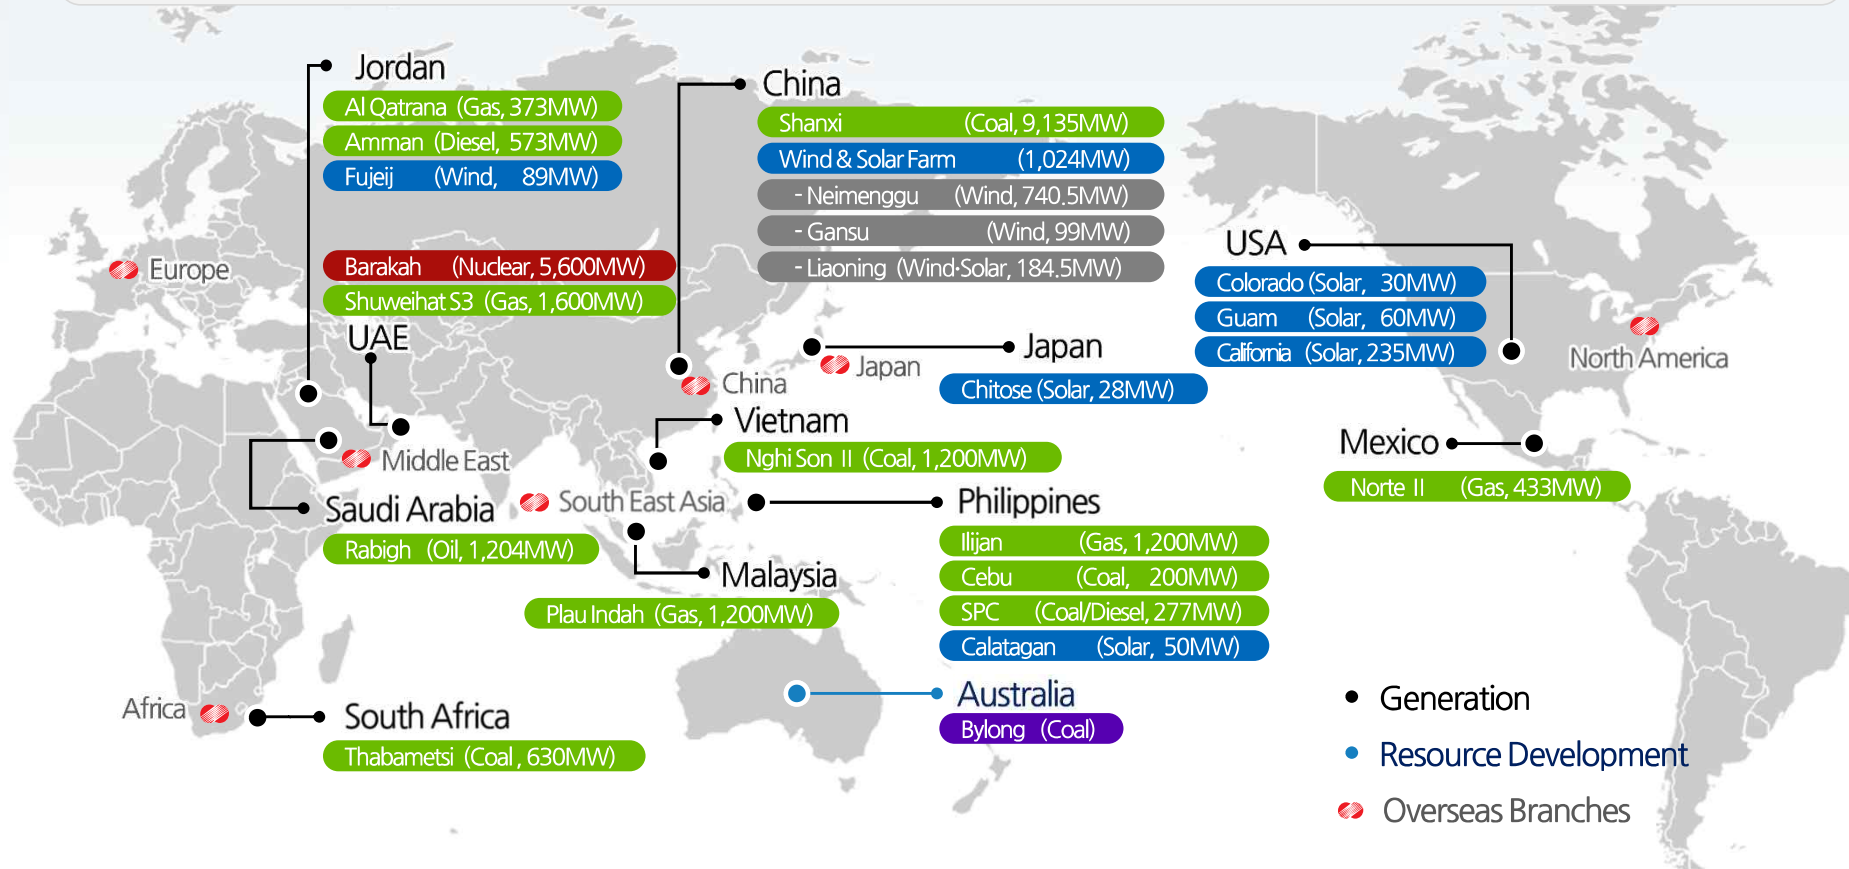 Jordan
Al Qatrana (Gas, 373MW)
Amman (Diesel, 573MW)
Fujeij (Wind, 89MW)
Barakah (Nuclear, 5,600MW)
Shuweihat S3 (Gas, 1,600MW)
UAE
Europe
China
Shanxi (Coal, 9,135MW)
Wind & Solar Farm (1,024MW)
- Neimenggu (Wind, 740.5MW)
- Gansu (Wind, 99MW)
- Liaoning (Wind·Solar, 184.5MW)
USA
Colorado (Solar, 30MW)
Guam (Solar, 60MW)
California (Solar, 235MW)
North America
Japan
Japan
Chitose (Solar, 28MW)
China
Vietnam
Nghi Son II (Coal, 1,200MW)
Mexico
Norte II (Gas, 433MW)
Middle East
Saudi Arabia
Rabigh (Oil, 1,204MW)
South East Asia
Philippines
Ilijan (Gas, 1,200MW)
Cebu (Coal, 200MW)
SPC (Coal/Diesel, 277MW)
Calatagan (Solar, 50MW)
Malaysia
Plau Indah (Gas, 1,200MW)
Australia
Bylong (Coal)
Africa
South Africa
Thabametsi (Coal, 630MW)
Generation
Resource Development
Overseas Branches